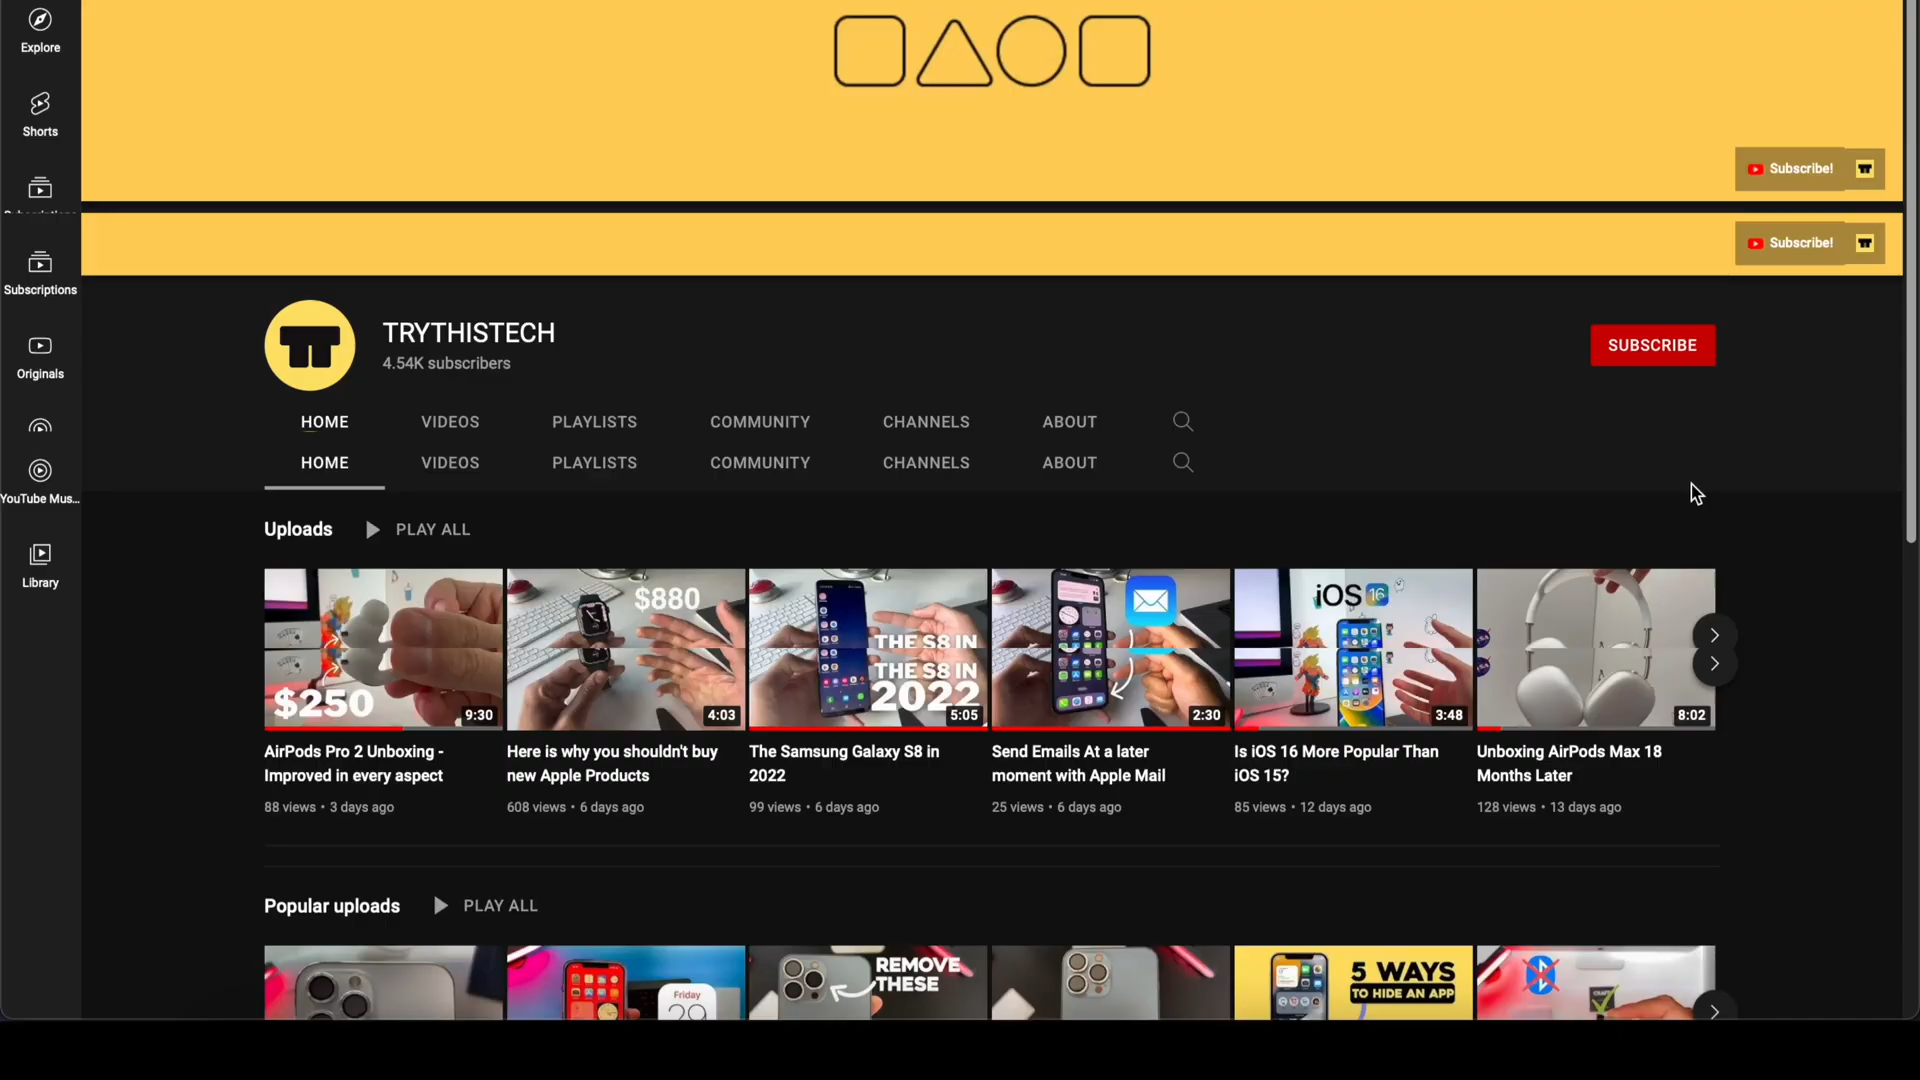 Explore
Shorts
Subscribe!
Subscribe!
Subscriptions
TRYTHISTECH
4.54K subscribers
SUBSCRIBE
Originals
HOME VIDEOS PLAYLISTS COMMUNITY CHANNELS ABOUT
HOME VIDEOS PLAYLISTS COMMUNITY CHANNELS ABOUT
YouTube Mus...
Library
Uploads PLAY ALL
$250
9:30
$880
4:03
THE S8 IN
THE S8 IN
2022
5:05
2:30
iOS 16
3:48
8:02
AirPods Pro 2 Unboxing -
Improved in every aspect
88 views • 3 days ago
Here is why you shouldn't buy
new Apple Products
608 views • 6 days ago
The Samsung Galaxy S8 in
2022
99 views • 6 days ago
Send Emails At a later
moment with Apple Mail
25 views • 6 days ago
Is iOS 16 More Popular Than
iOS 15?
85 views • 12 days ago
Unboxing AirPods Max 18
Months Later
128 views • 13 days ago
Popular uploads PLAY ALL
Friday
29
REMOVE
THESE
5 WAYS
TO HIDE AN APP